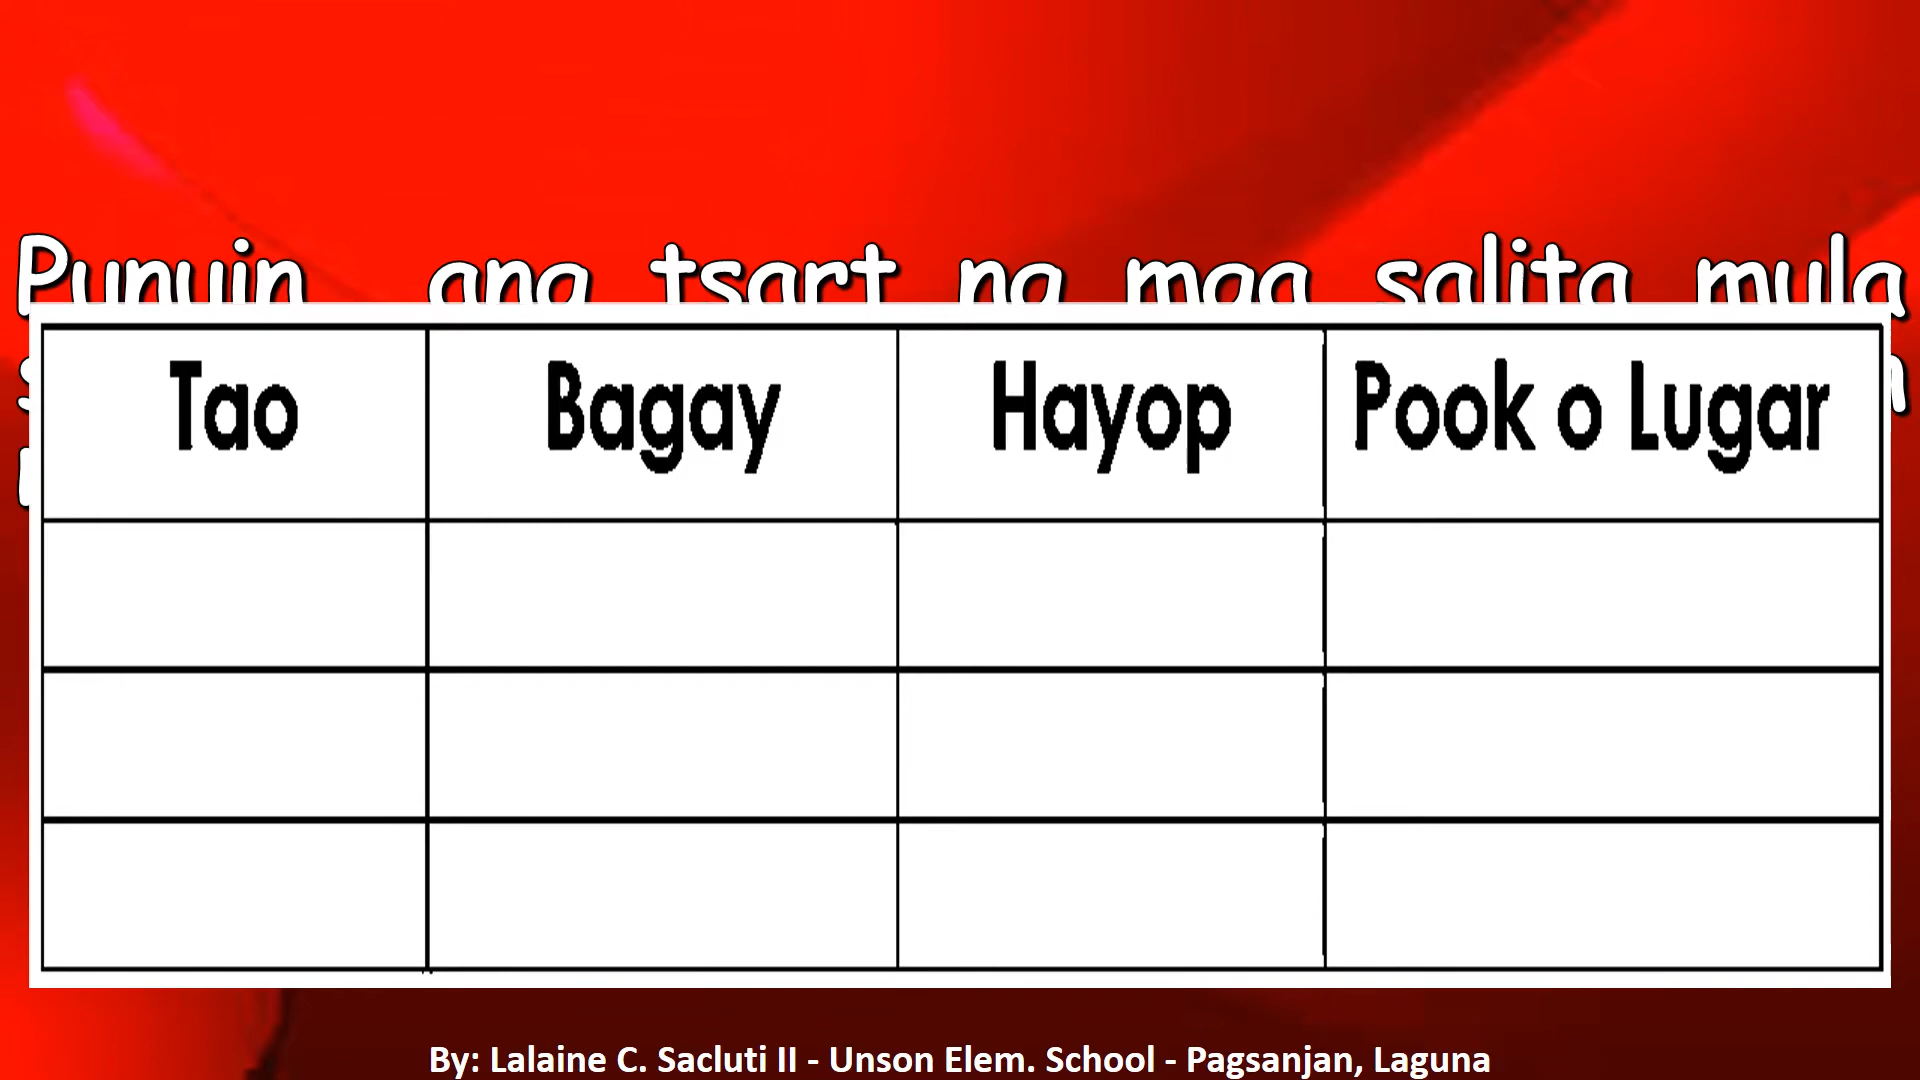 Punuin ang tsart ng mga salita mula
Tao Bagay Hayop Pook o Lugar
By: Lalaine C. Sacluti II - Unson Elem. School - Pagsanjan, Laguna